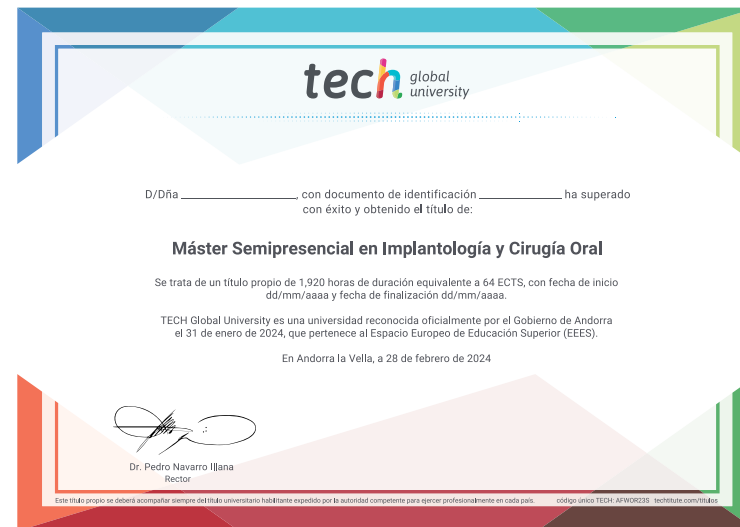 tech global university
D/Dña ____________, con documento de identificación ____________ ha superado
con éxito y obtenido el título de:
Máster Semipresencial en Implantología y Cirugía Oral
Se trata de un título propio de 1,920 horas de duración equivalente a 64 ECTS, con fecha de inicio
dd/mm/aaaa y fecha de finalización dd/mm/aaaa.
TECH Global University es una universidad reconocida oficialmente por el Gobierno de Andorra
el 31 de enero de 2024, que pertenece al Espacio Europeo de Educación Superior (EEES).
En Andorra la Vella, a 28 de febrero de 2024
Dr. Pedro Navarro Illana
Rector
Este título propio se deberá acompañar siempre del título universitario habilitante expedido por la autoridad competente para ejercer profesionalmente en cada país. código único TECH: AFWOR23S techtitute.com/titulos